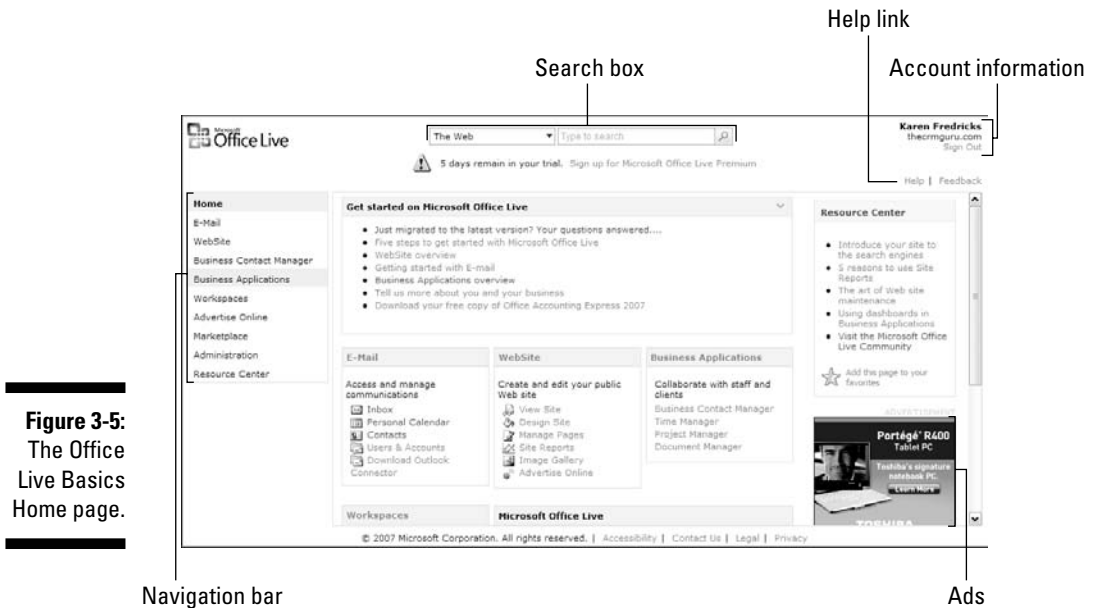 Help link
Search box
Account information
Microsoft
Office Live
The Web
Type to search
Karen Fredricks
thecrmguru.com
Sign Out
5 days remain in your trial. Sign up for Microsoft Office Live Premium
Help | Feedback
Home
E-Mail
WebSite
Business Contact Manager
Business Applications
Workspaces
Advertise Online
Marketplace
Administration
Resource Center
Get started on Microsoft Office Live
• Just migrated to the latest version? Your questions answered....
• Five steps to get started with Microsoft Office Live
• WebSite overview
• Getting started with E-mail
• Business Applications overview
• Tell us more about you and your business
• Download your free copy of Office Accounting Express 2007
E-Mail
Access and manage
communications
Inbox
Personal Calendar
Contacts
Users & Accounts
Download Outlook
Connector
WebSite
Create and edit your public
Web site
View Site
Design Site
Manage Pages
Site Reports
Image Gallery
Advertise Online
Business Applications
Collaborate with staff and
clients
Business Contact Manager
Time Manager
Project Manager
Document Manager
Workspaces
Microsoft Office Live
Resource Center
• Introduce your site to
the search engines
• 5 reasons to use Site
Reports
• The art of Web site
maintenance
• Using dashboards in
Business Applications
• Visit the Microsoft Office
Live Community
Add this page to your
favorites
ADVERTISEMENT
Portégé® R400
Tablet PC
Toshiba's signature
notebook PC.
Learn More
TOSHIBA
© 2007 Microsoft Corporation. All rights reserved. | Accessibility | Contact Us | Legal | Privacy
Figure 3-5:
The Office
Live Basics
Home page.
Navigation bar
Ads